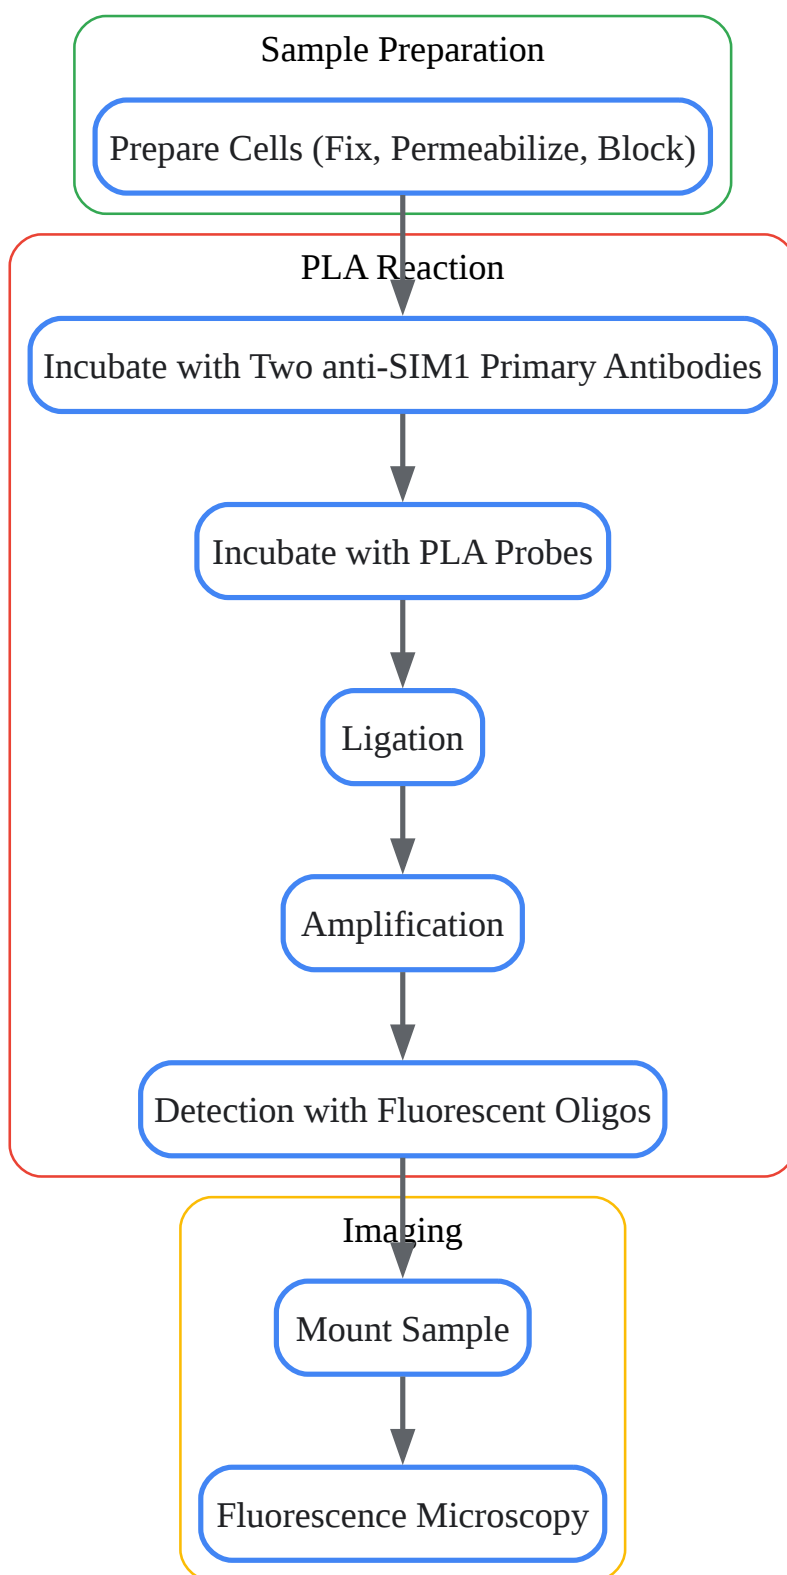 Sample Preparation
Prepare Cells (Fix, Permeabilize, Block)
PLA Reaction
Incubate with Two anti-SIM1 Primary Antibodies
Incubate with PLA Probes
Ligation
Amplification
Detection with Fluorescent Oligos
Imaging
Mount Sample
Fluorescence Microscopy